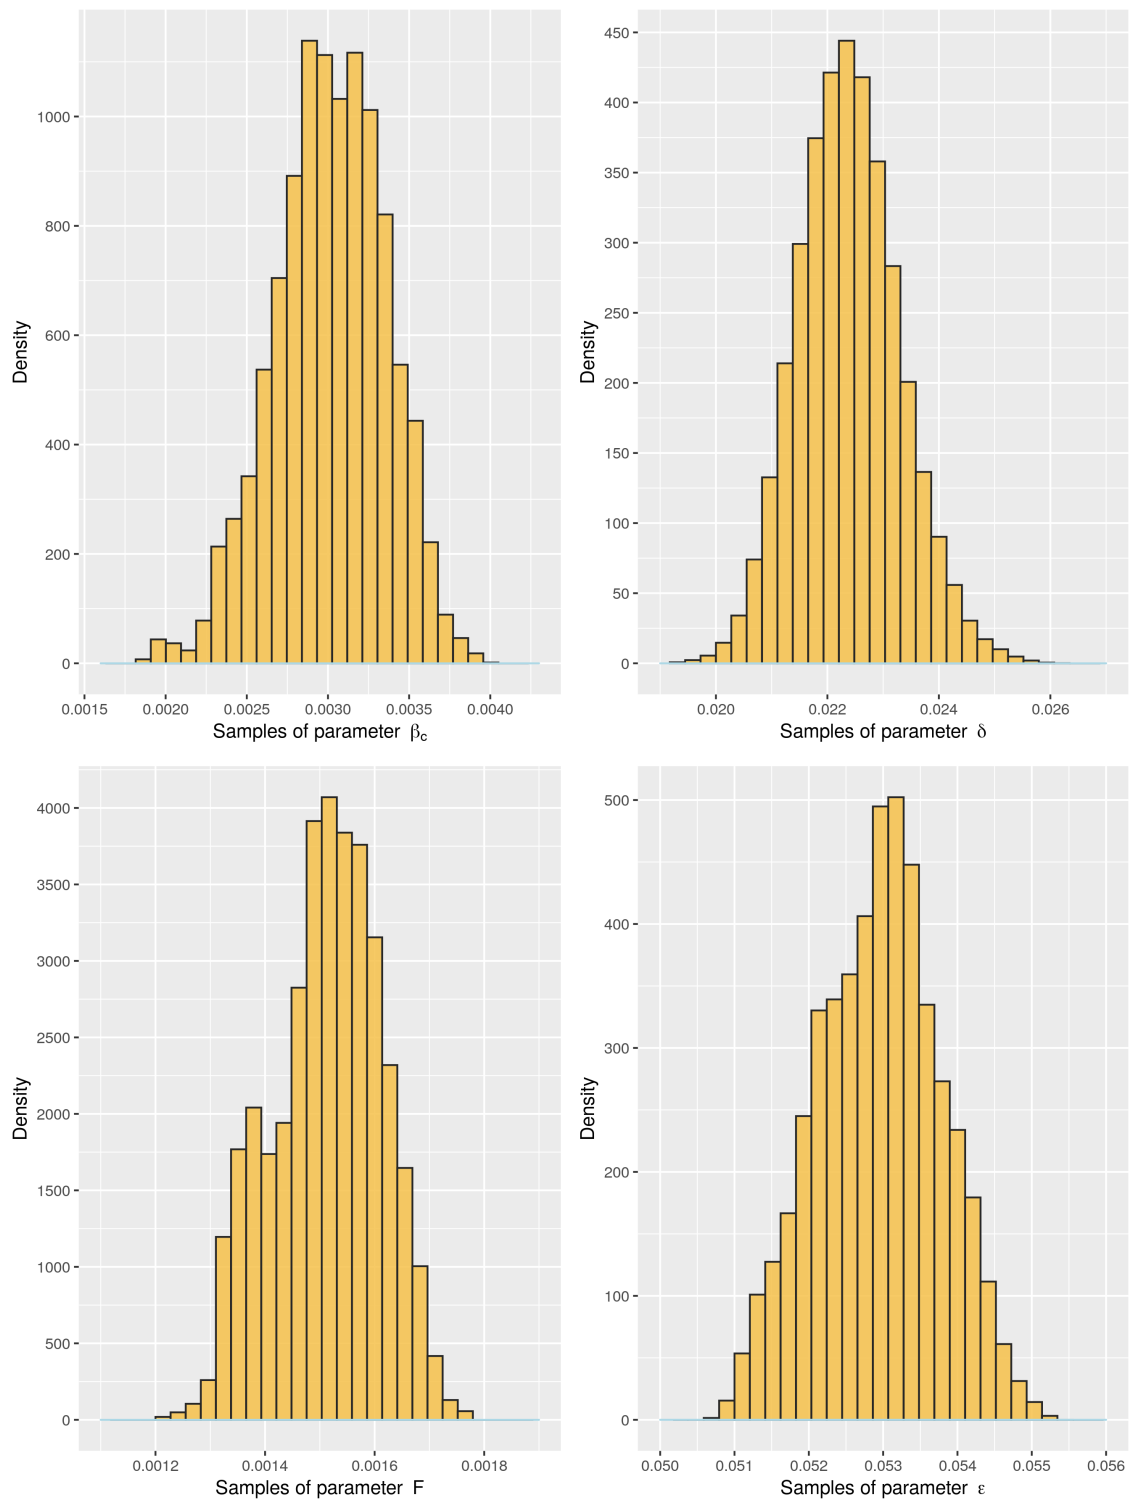 Density
1000
800
600
400
200
0
0.0015 0.0020 0.0025 0.0030 0.0035 0.0040
Samples of parameter βc
Density
450
400
350
300
250
200
150
100
50
0
0.020 0.022 0.024 0.026
Samples of parameter δ
Density
4000
3500
3000
2500
2000
1500
1000
500
0
0.0012 0.0014 0.0016 0.0018
Samples of parameter F
Density
500
400
300
200
100
0
0.050 0.051 0.052 0.053 0.054 0.055 0.056
Samples of parameter ε